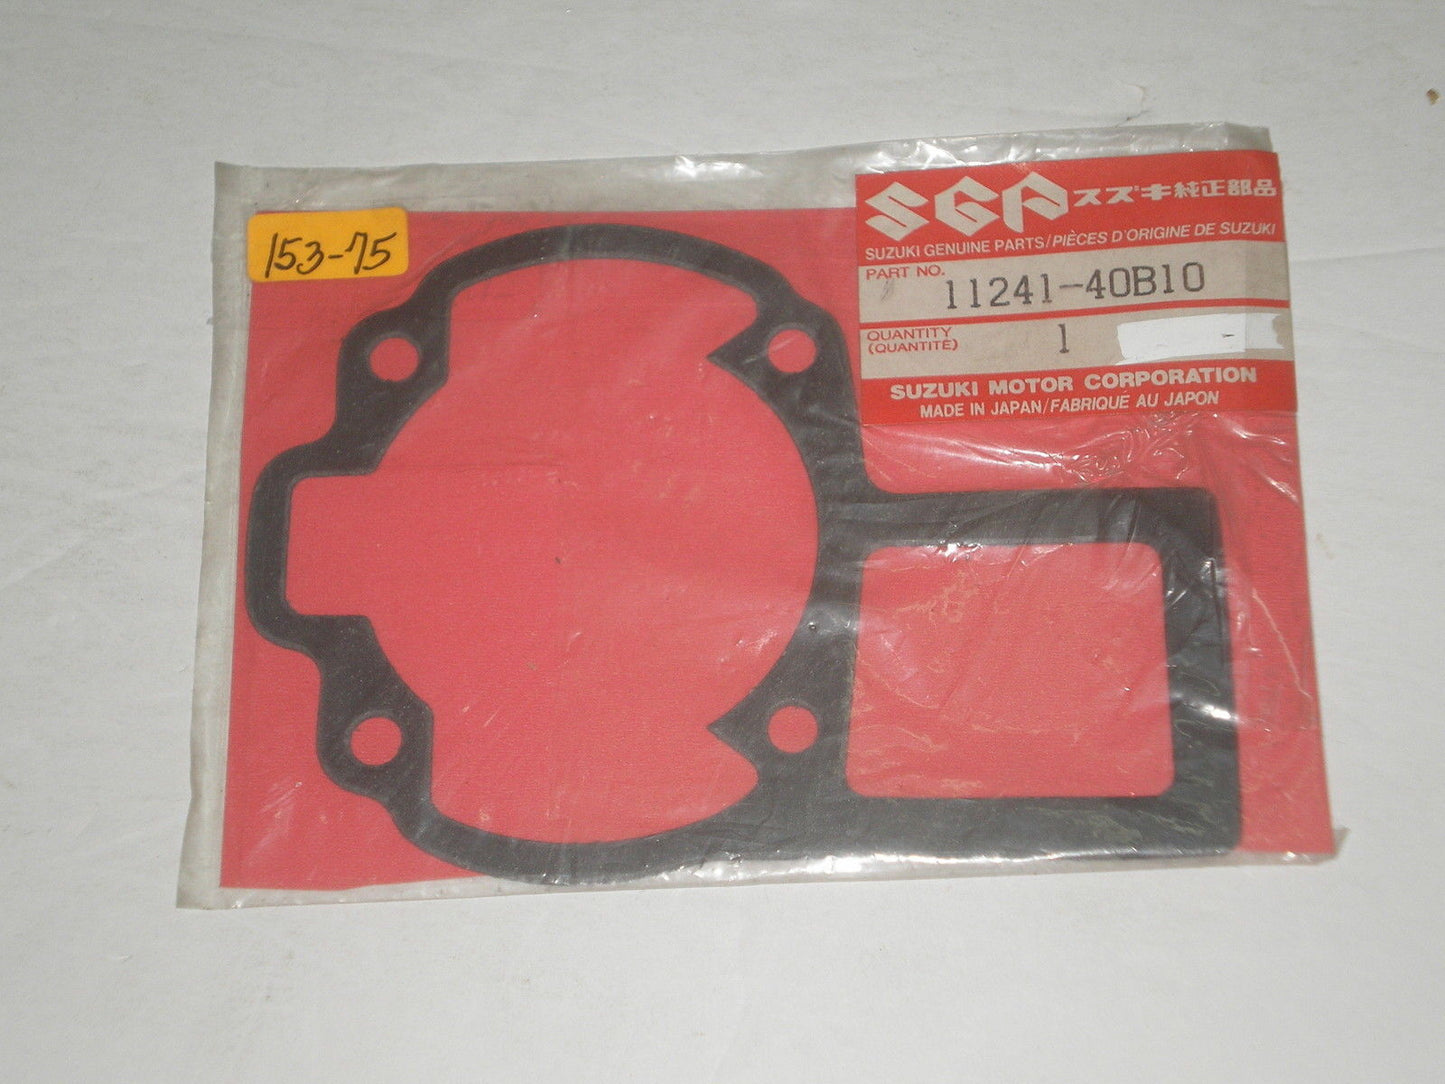 153-75
SGP スズキ純正部品
SUZUKI GENUINE PARTS/PIÈCES D'ORIGINE DE SUZUKI
PART NO.
11241-40B10
QUANTITY
(QUANTITÉ)
1
SUZUKI MOTOR CORPORATION
MADE IN JAPAN/FABRIQUE AU JAPON